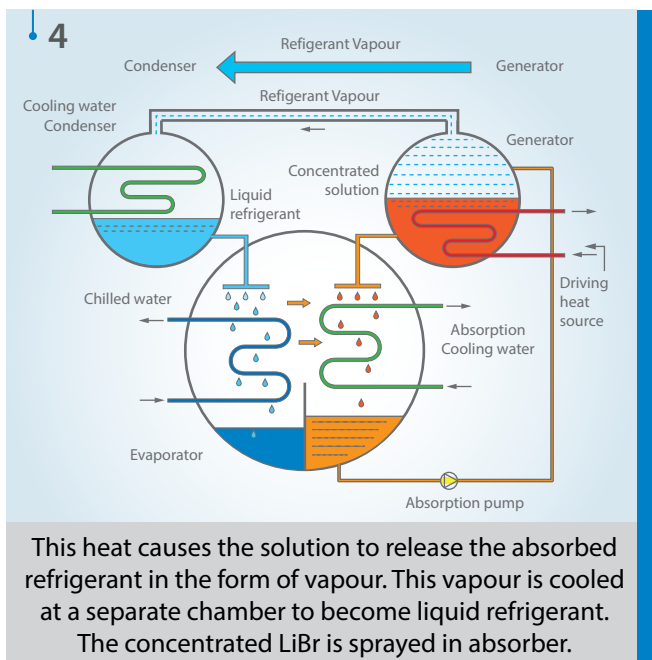 4
Refigerant Vapour
Condenser
Generator
Cooling water
Condenser
Refigerant Vapour
Generator
Concentrated
solution
Liquid
refrigerant
Driving
heat
source
Chilled water
Absorption
Cooling water
Evaporator
Absorption pump
This heat causes the solution to release the absorbed
refrigerant in the form of vapour. This vapour is cooled
at a separate chamber to become liquid refrigerant.
The concentrated LiBr is sprayed in absorber.